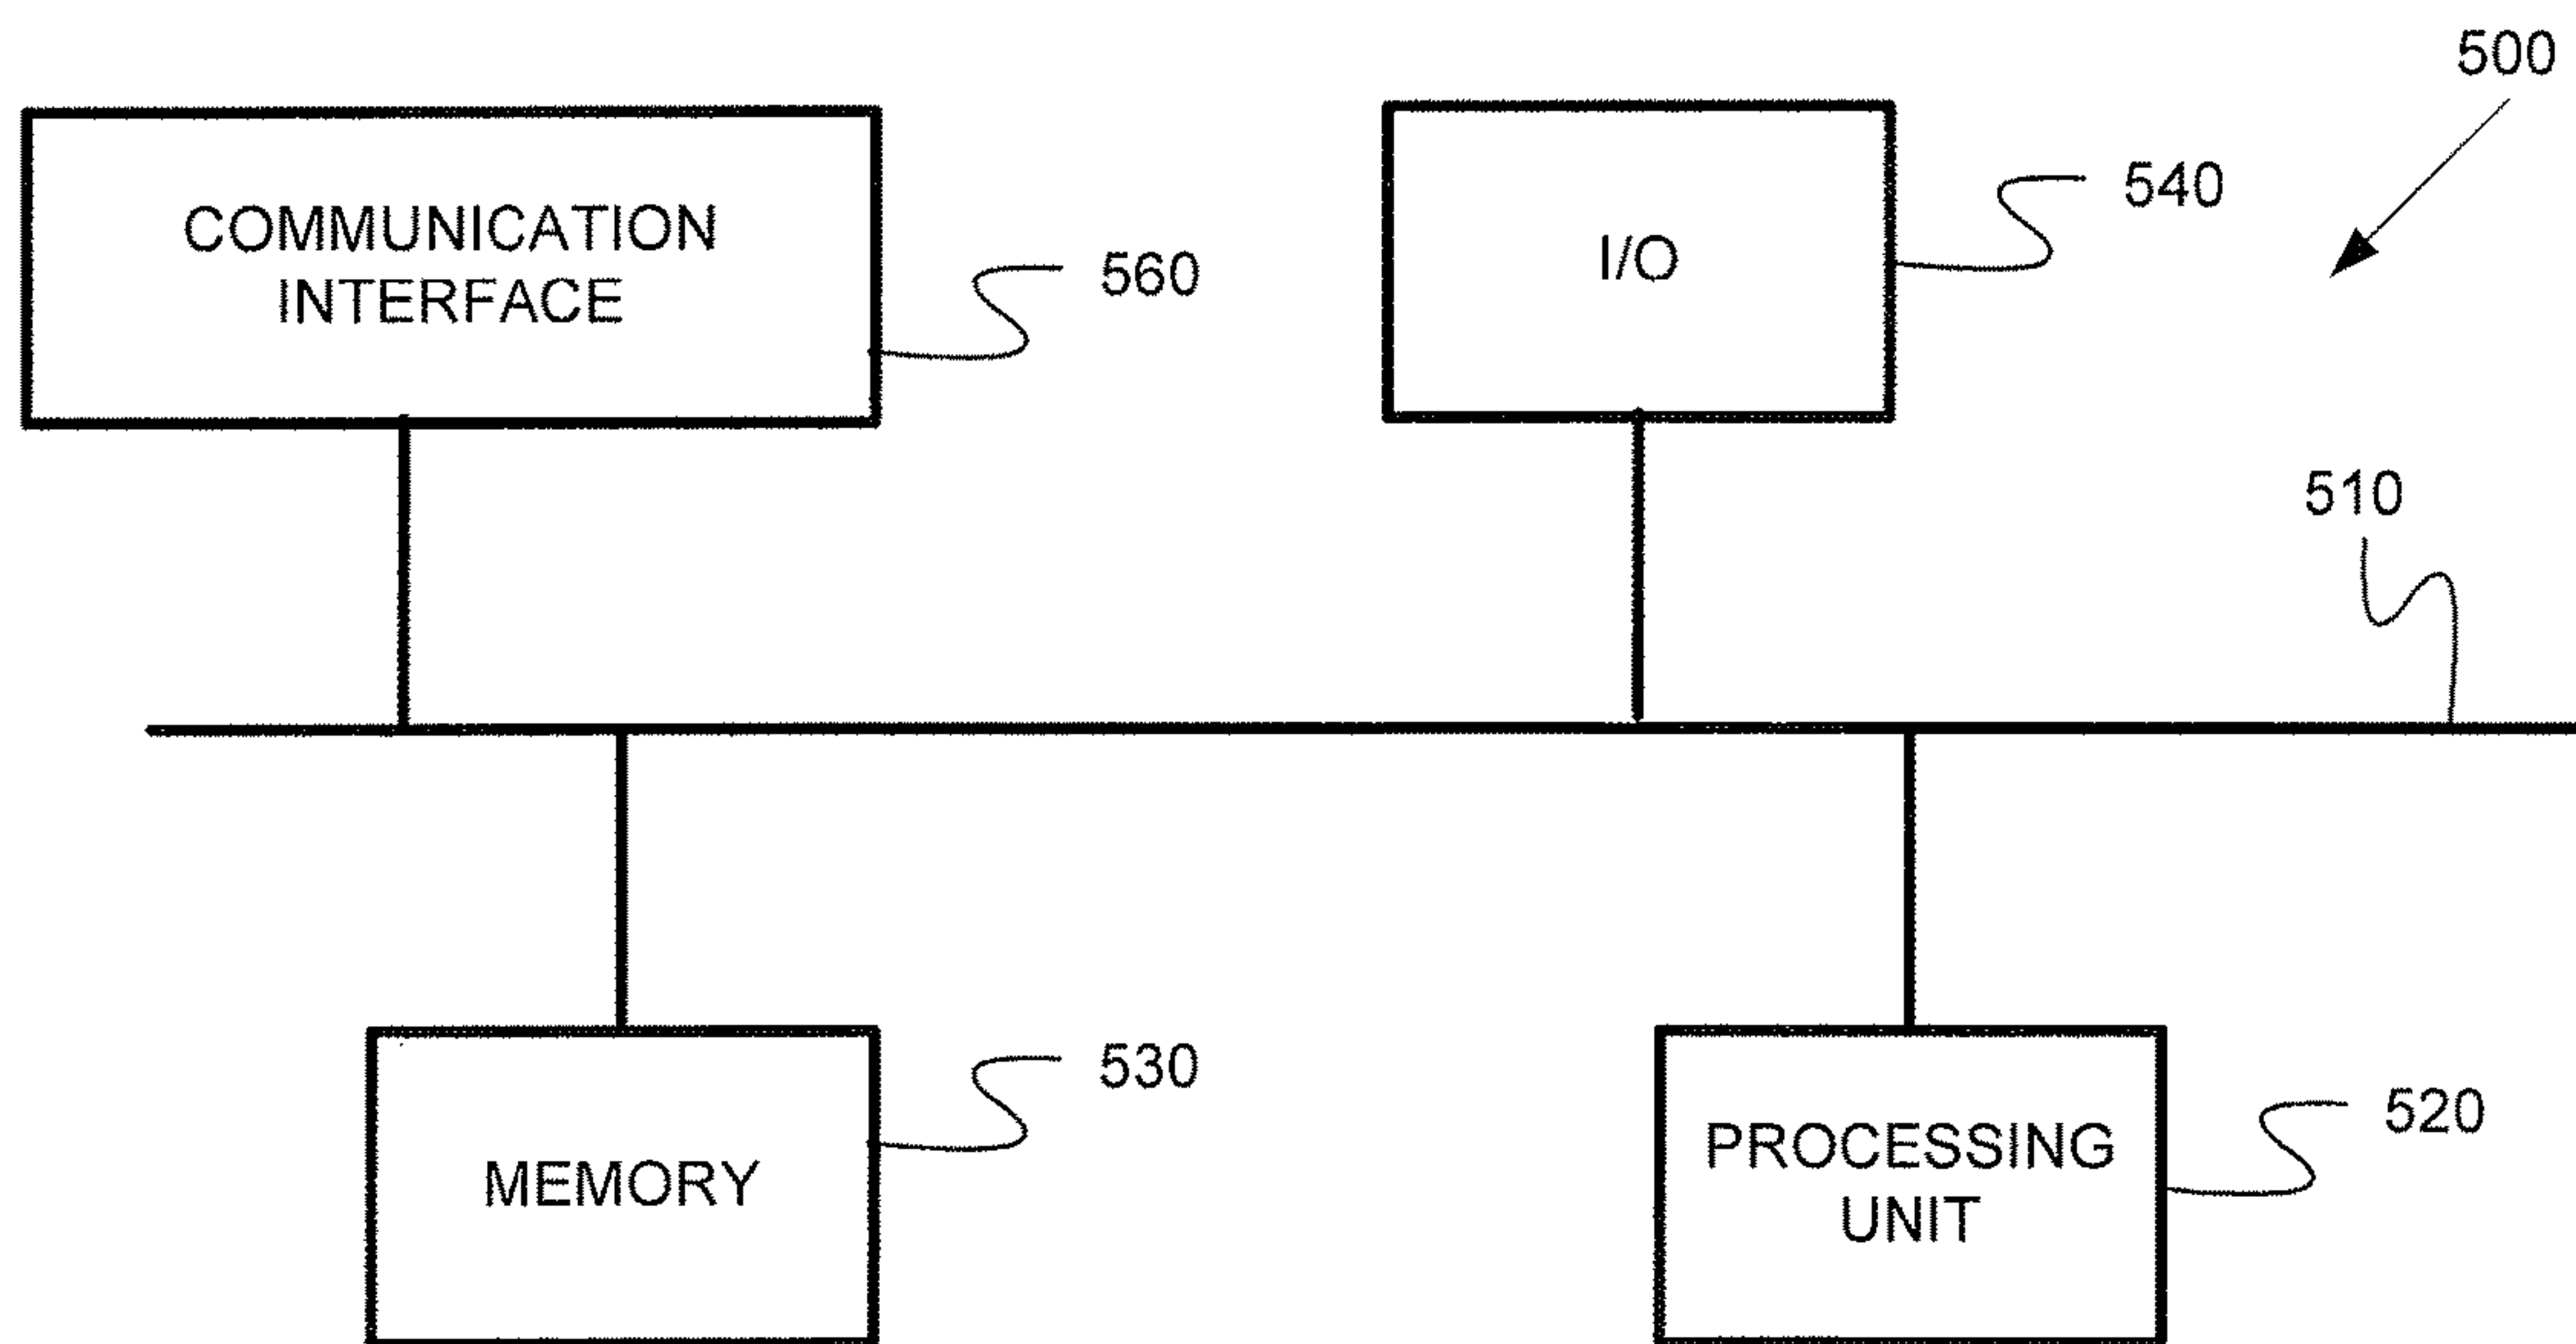 500
COMMUNICATION
INTERFACE
560
I/O
540
510
MEMORY
530
PROCESSING
UNIT
520